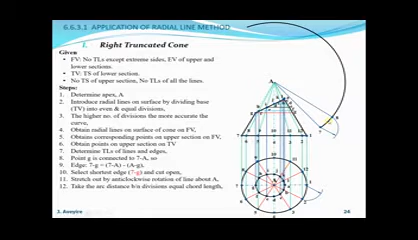 6.6.3.1 APPLICATION OF RADIAL LINE METHOD
I. Right Truncated Cone
Given
• FV: No TLs except extreme sides, EV of upper and
lower sections.
• TV: TS of lower section.
• No TS of upper section, No TLs of all the lines.
Steps:
1. Determine apex, A
2. Introduce radial lines on surface by dividing base
(TV) into even & equal divisions,
3. The higher no. of divisions the more accurate the
curve,
4. Obtain radial lines on surface of cone on FV,
5. Obtain corresponding points on upper section on FV,
6. Obtain points on upper section on TV
7. Determine TLs of lines and edges,
8. Point g is connected to 7-A, so
9. Edge: 7-g = (7-A) - (A-g),
10. Select shortest edge (7-g) and cut open,
11. Stretch out by anticlockwise rotation of line about A,
12. Take the arc distance b/n divisions equal chord length,
24